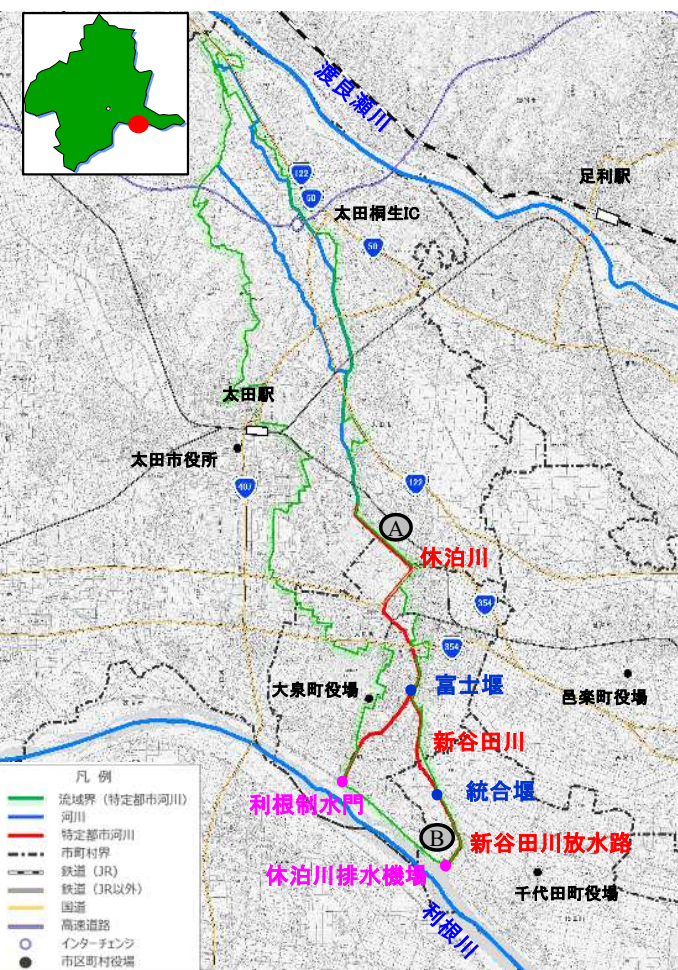 渡良瀬川
足利駅
122
50
太田桐生IC
50
太田駅
太田市役所
407
122
A
休泊川
354
354
大泉町役場
富士堰
邑楽町役場
新谷田川
利根制水門
統合堰
B
新谷田川放水路
休泊川排水機場
千代田町役場
利根川
凡例
流域界（特定都市河川）
河川
特定都市河川
市町村界
鉄道（JR）
鉄道（JR以外）
国道
高速道路
インターチェンジ
市区町村役場